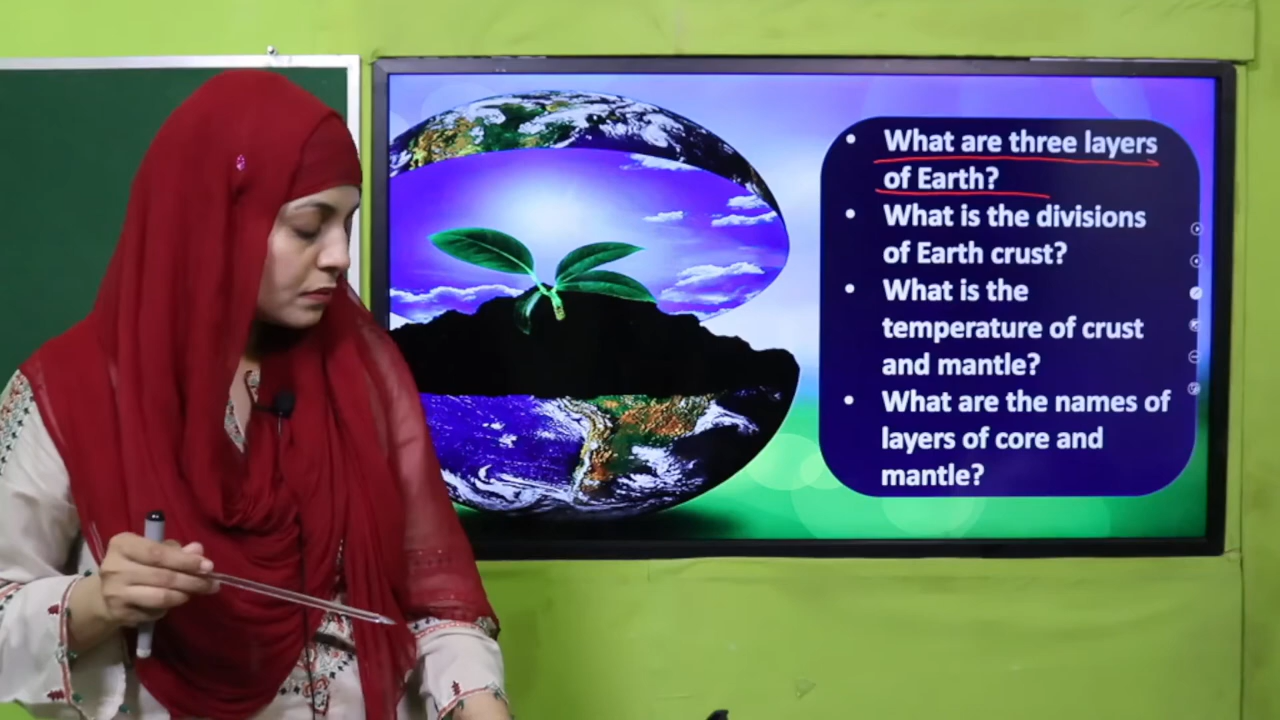 • What are three layers
of Earth?
• What is the divisions
of Earth crust?
• What is the
temperature of crust
and mantle?
• What are the names of
layers of core and
mantle?